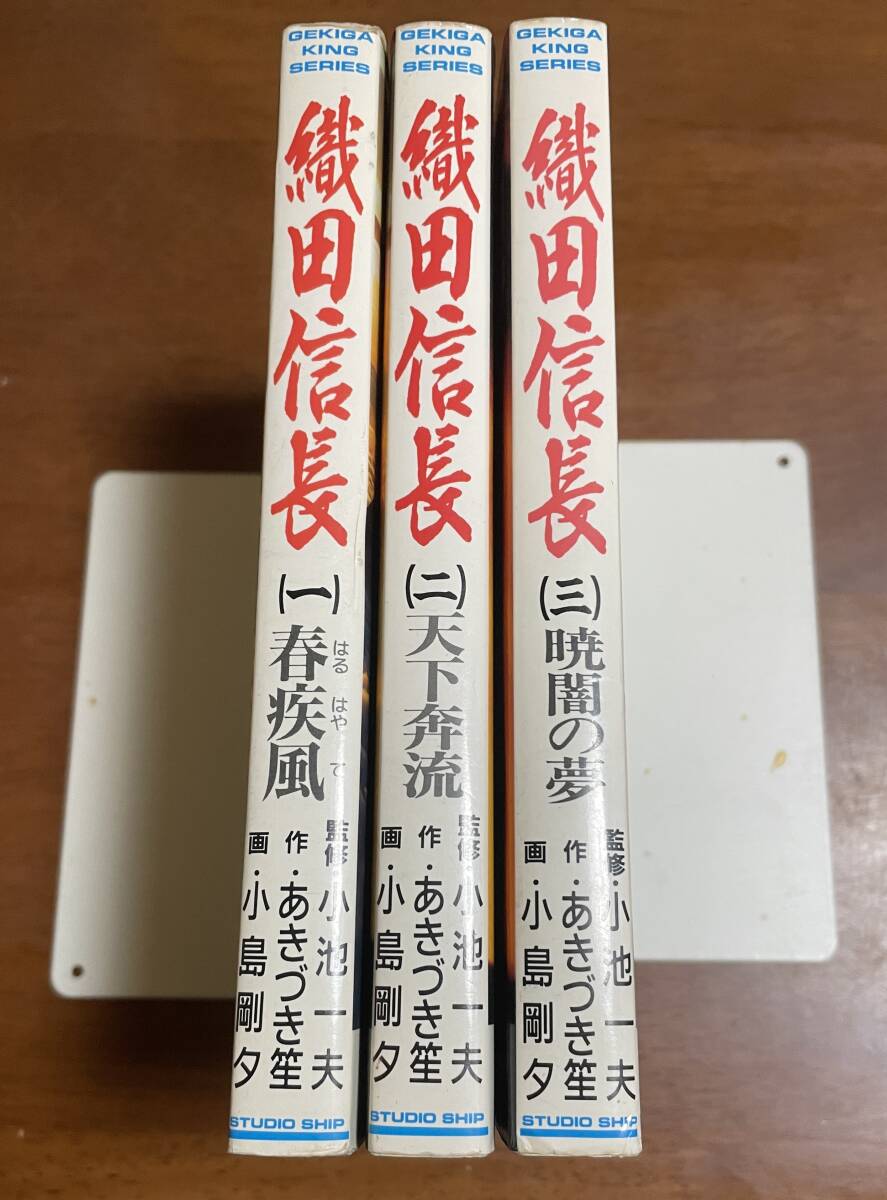 GEKIGA
KING
SERIES
織田信長
(一)
春疾風
はる はや て
監修・小池一夫
作・あきづき笙
画・小島剛夕
STUDIO SHIP
GEKIGA
KING
SERIES
織田信長
(二)
天下奔流
監修・小池一夫
作・あきづき笙
画・小島剛夕
STUDIO SHIP
GEKIGA
KING
SERIES
織田信長
(三)
暁闇の夢
監修・小池一夫
作・あきづき笙
画・小島剛夕
STUDIO SHIP